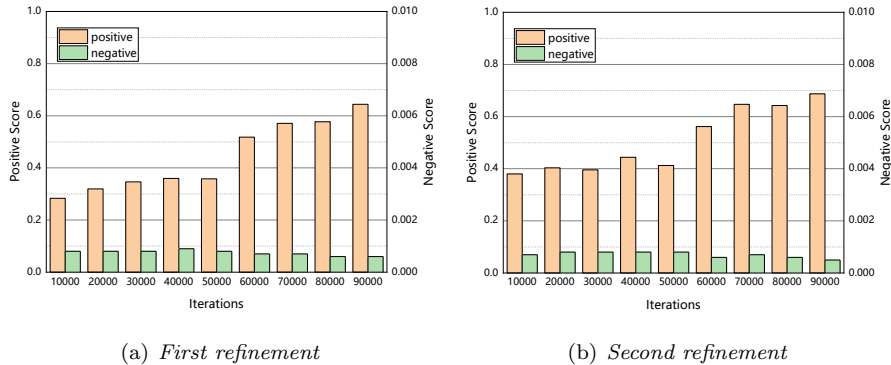 1.0
0.8
0.6
0.4
0.2
0.0
Positive Score
positive
negative
0.010
0.008
0.006
0.004
0.002
0.000
Negative Score
10000 20000 30000 40000 50000 60000 70000 80000 90000
Iterations
(a) First refinement
1.0
0.8
0.6
0.4
0.2
0.0
Positive Score
positive
negative
0.010
0.008
0.006
0.004
0.002
0.000
Negative Score
10000 20000 30000 40000 50000 60000 70000 80000 90000
Iterations
(b) Second refinement